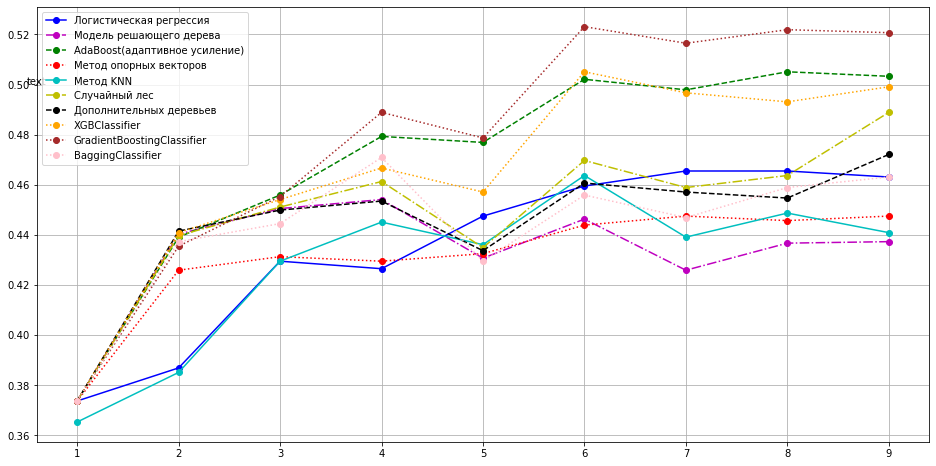 Логистическая регрессия
Модель решающего дерева
AdaBoost(адаптивное усиление)
Метод опорных векторов
Метод KNN
Случайный лес
Дополнительных деревьев
XGBClassifier
GradientBoostingClassifier
BaggingClassifier
0.52
0.50
0.48
0.46
0.44
0.42
0.40
0.38
0.36
1 2 3 4 5 6 7 8 9